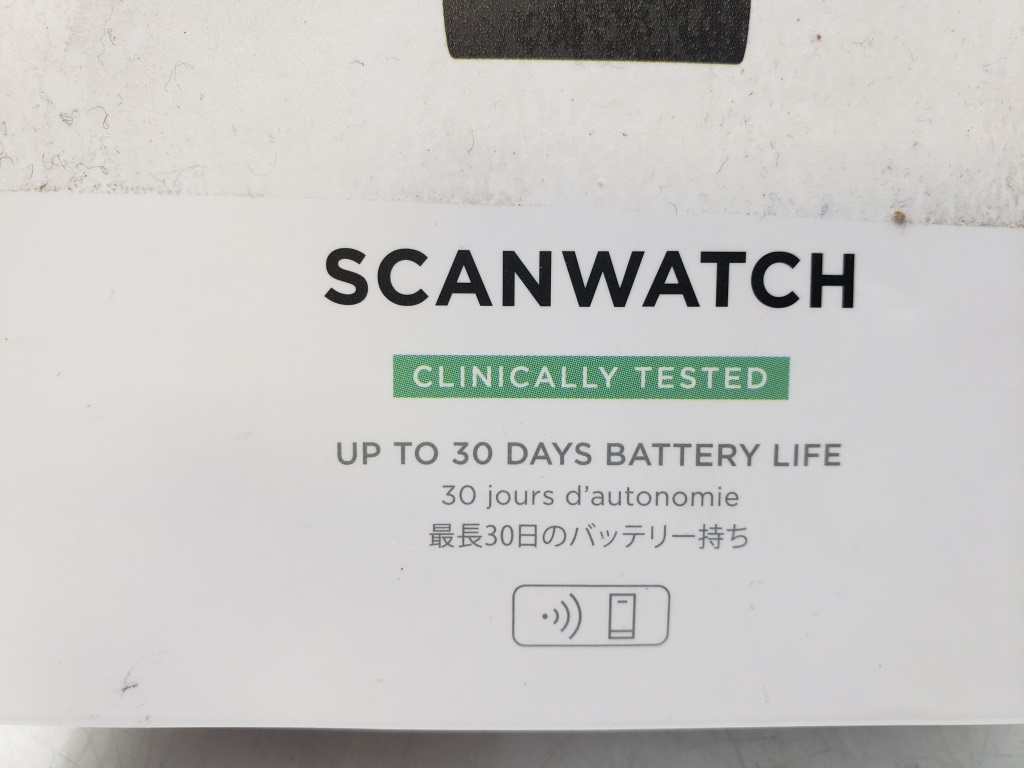 SCANWATCH
CLINICALLY TESTED
UP TO 30 DAYS BATTERY LIFE
30 jours d’autonomie
最長30日のバッテリー持ち